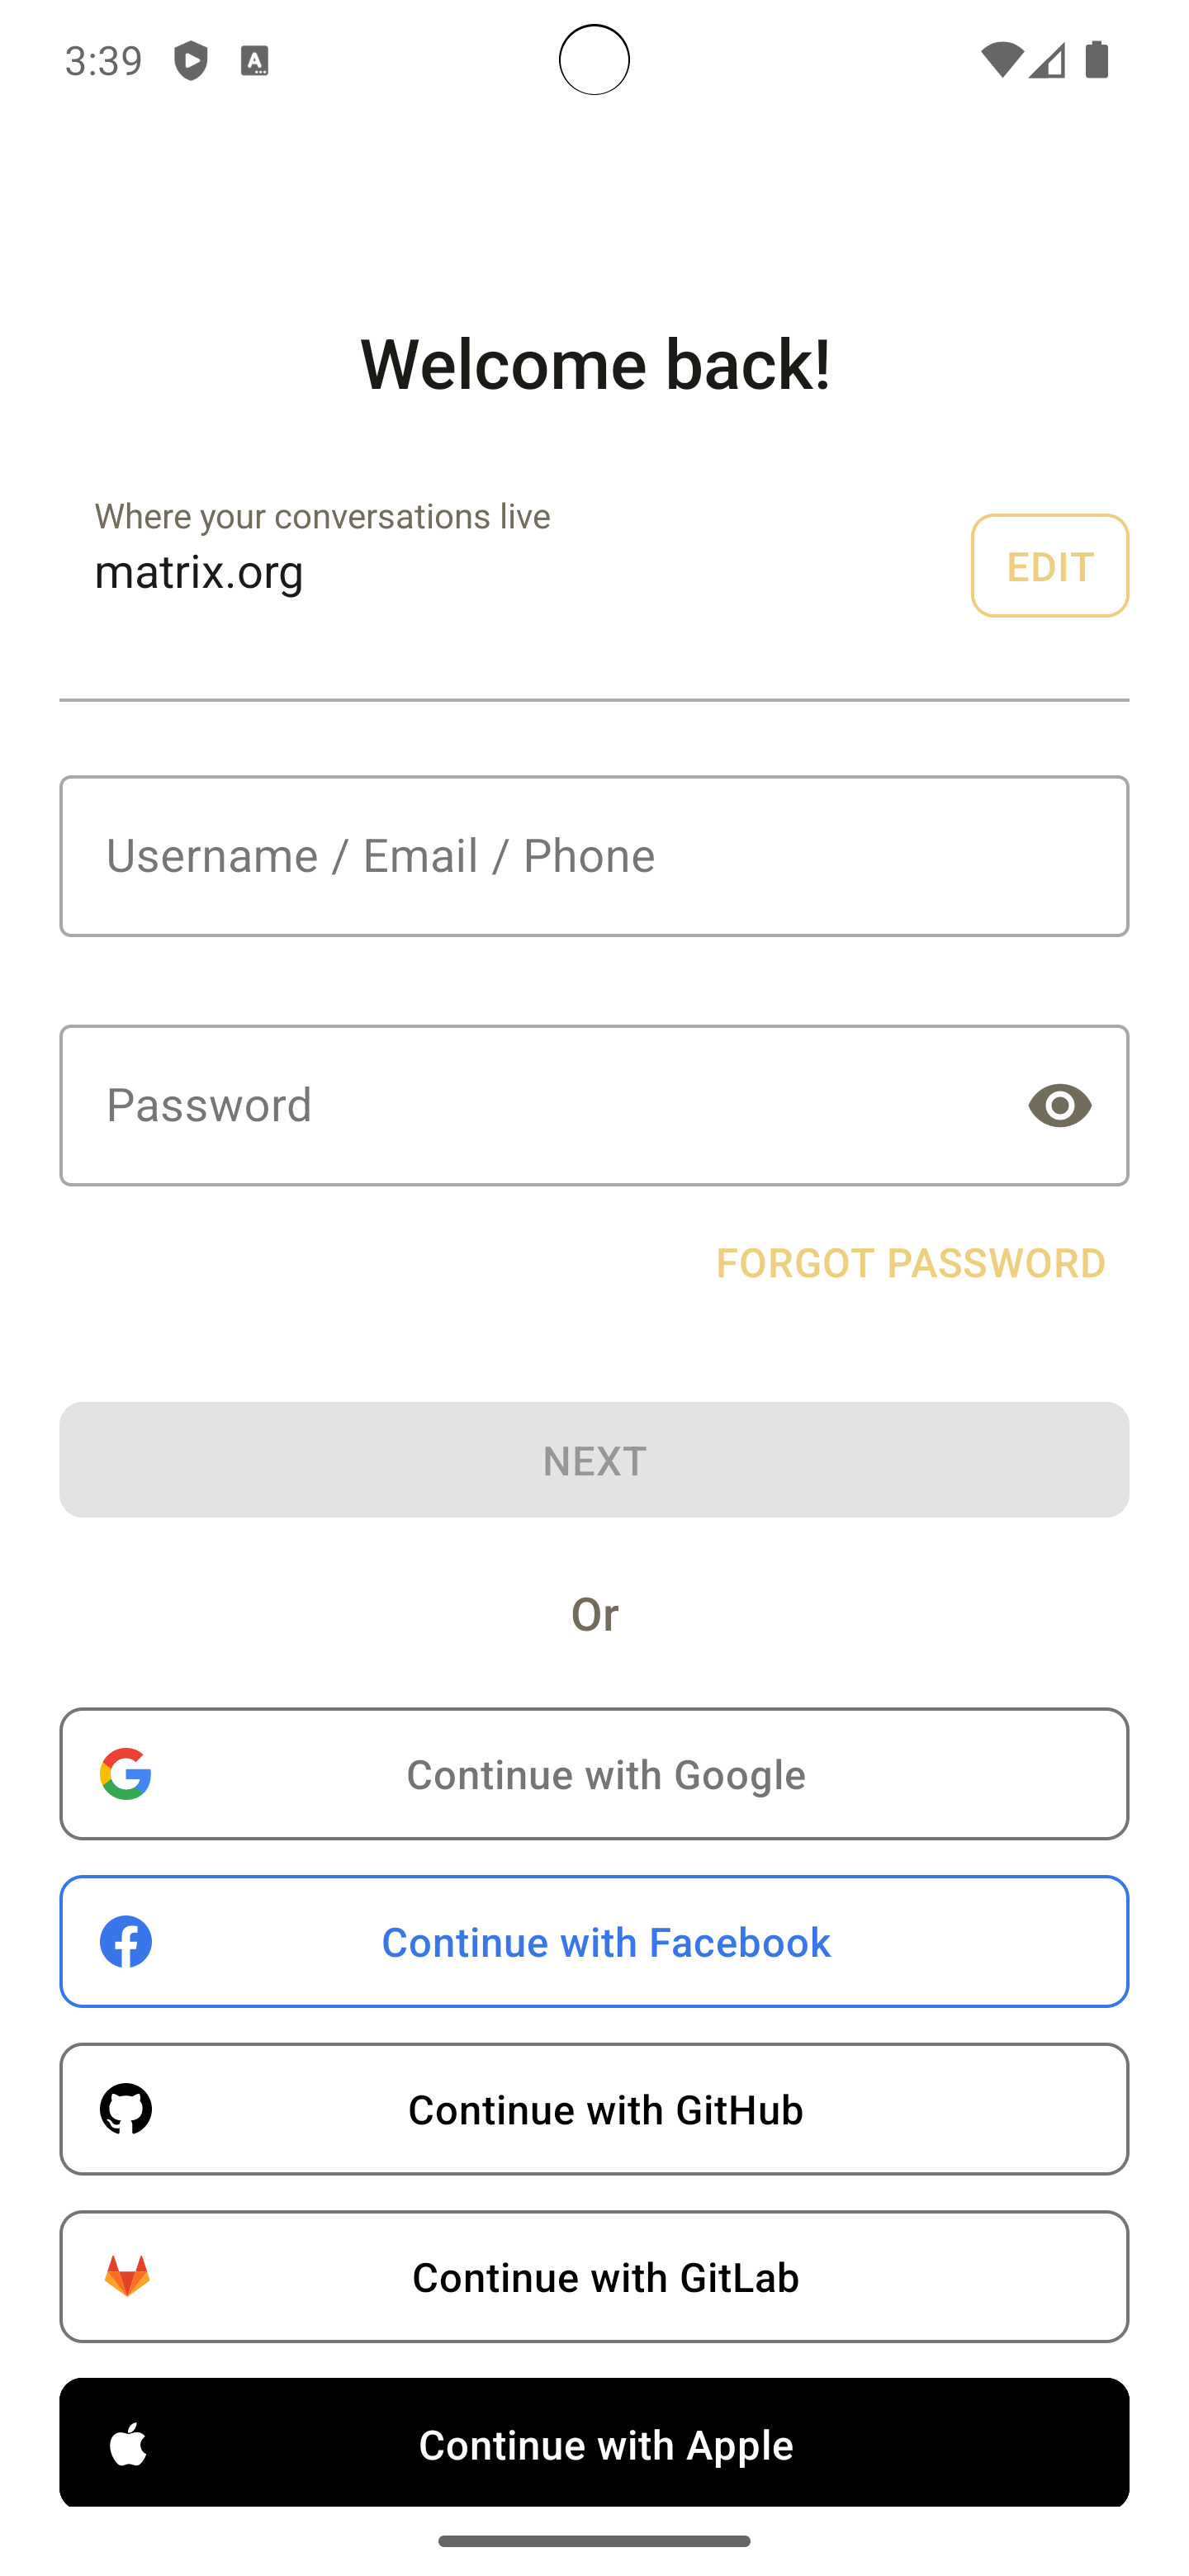 3:39
Welcome back!
Where your conversations live
matrix.org
EDIT
Username / Email / Phone
Password
FORGOT PASSWORD
NEXT
Or
Continue with Google
Continue with Facebook
Continue with GitHub
Continue with GitLab
Continue with Apple